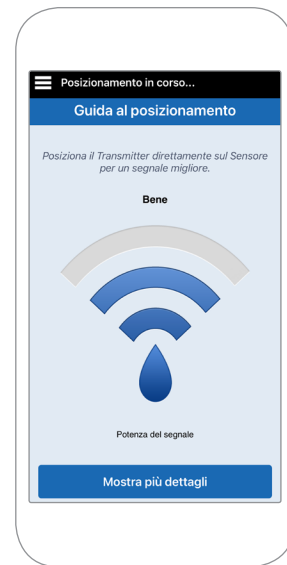 Posizionamento in corso...
Guida al posizionamento
Posiziona il Transmitter direttamente sul Sensore
per un segnale migliore.
Bene
Potenza del segnale
Mostra più dettagli